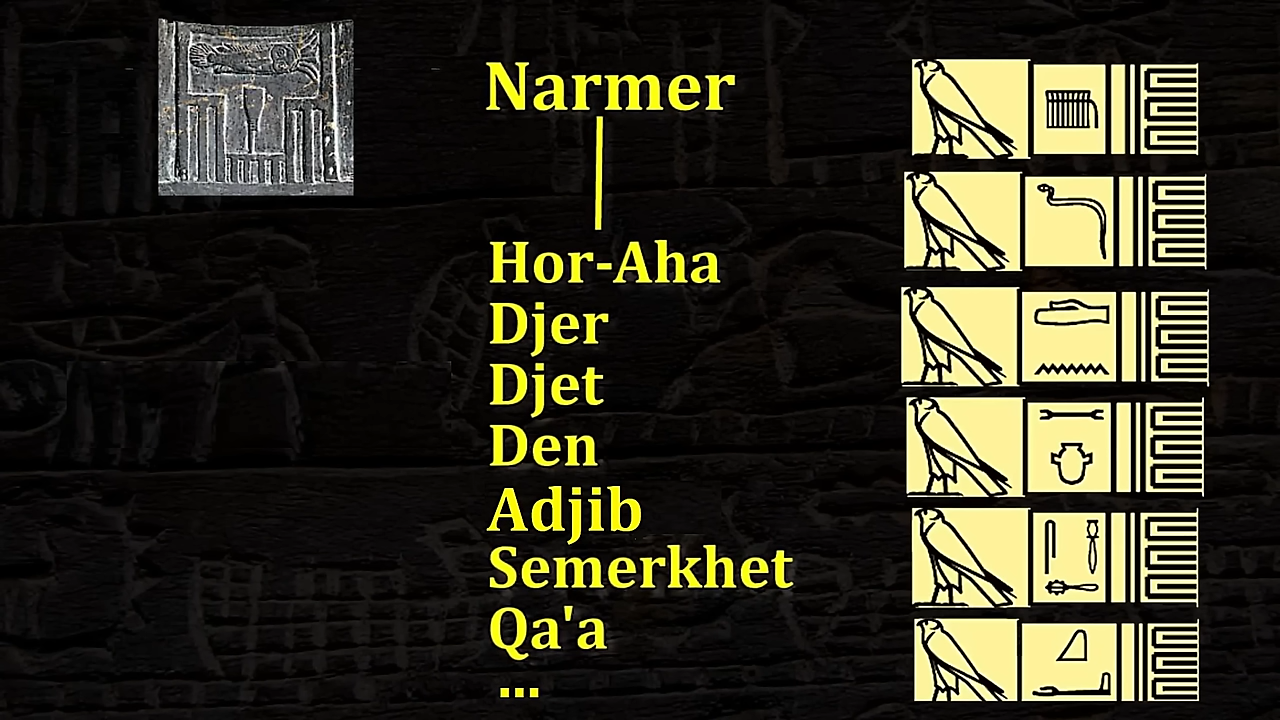 Narmer
Hor-Aha
Djer
Djet
Den
Adjib
Semerkhet
Qa'a
...